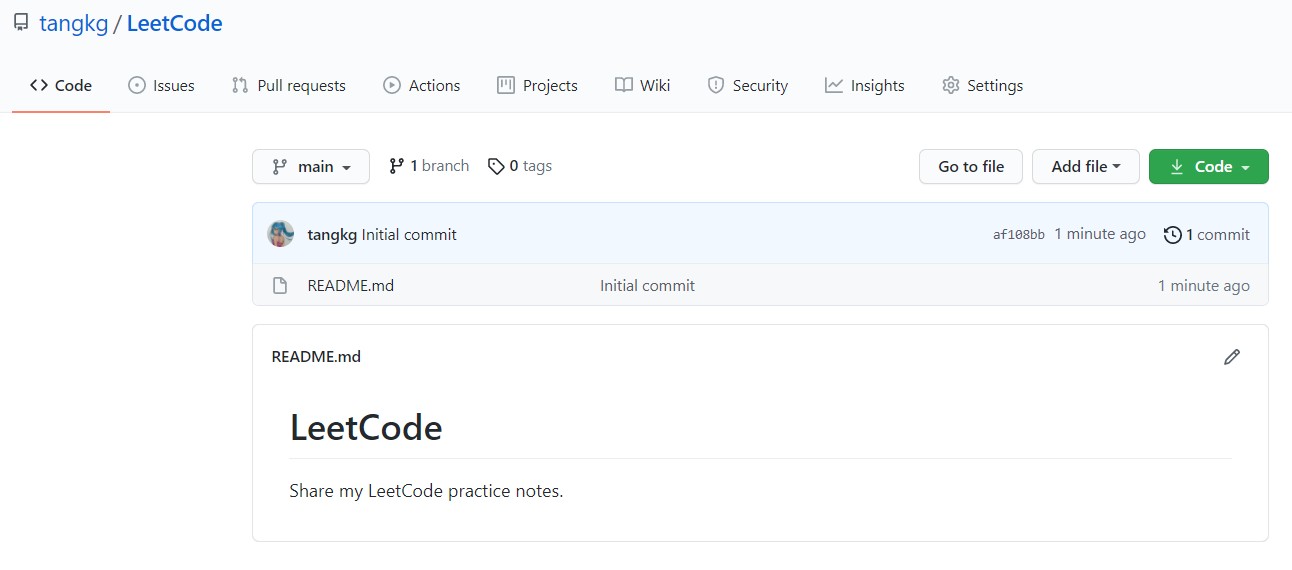 tangkg / LeetCode
Code Issues Pull requests Actions Projects Wiki Security Insights Settings
main 1 branch 0 tags Go to file Add file Code
tangkg Initial commit af108bb 1 minute ago 1 commit
README.md Initial commit 1 minute ago
README.md
LeetCode
Share my LeetCode practice notes.